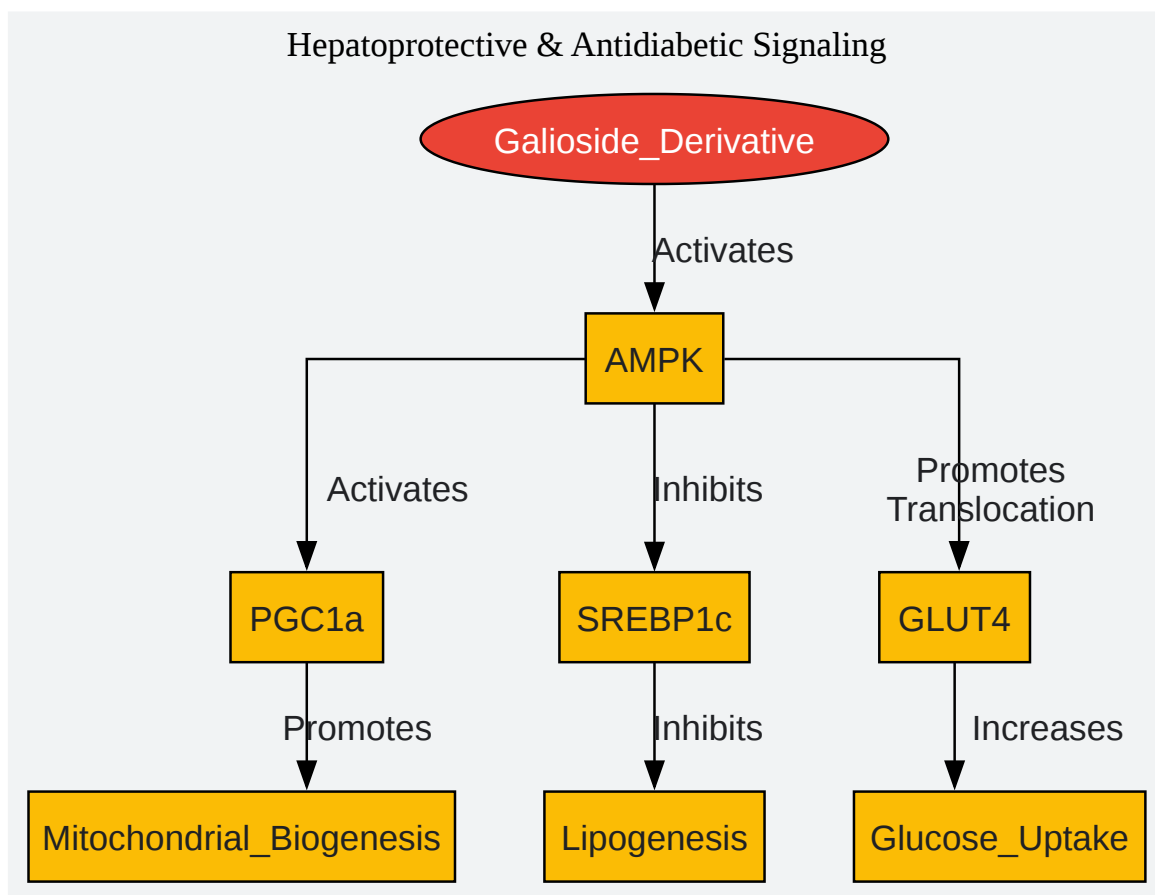 Hepatoprotective & Antidiabetic Signaling
Galioside_Derivative
Activates
AMPK
Activates
Inhibits
Promotes
Translocation
PGC1a
SREBP1c
GLUT4
Promotes
Inhibits
Increases
Mitochondrial_Biogenesis
Lipogenesis
Glucose_Uptake